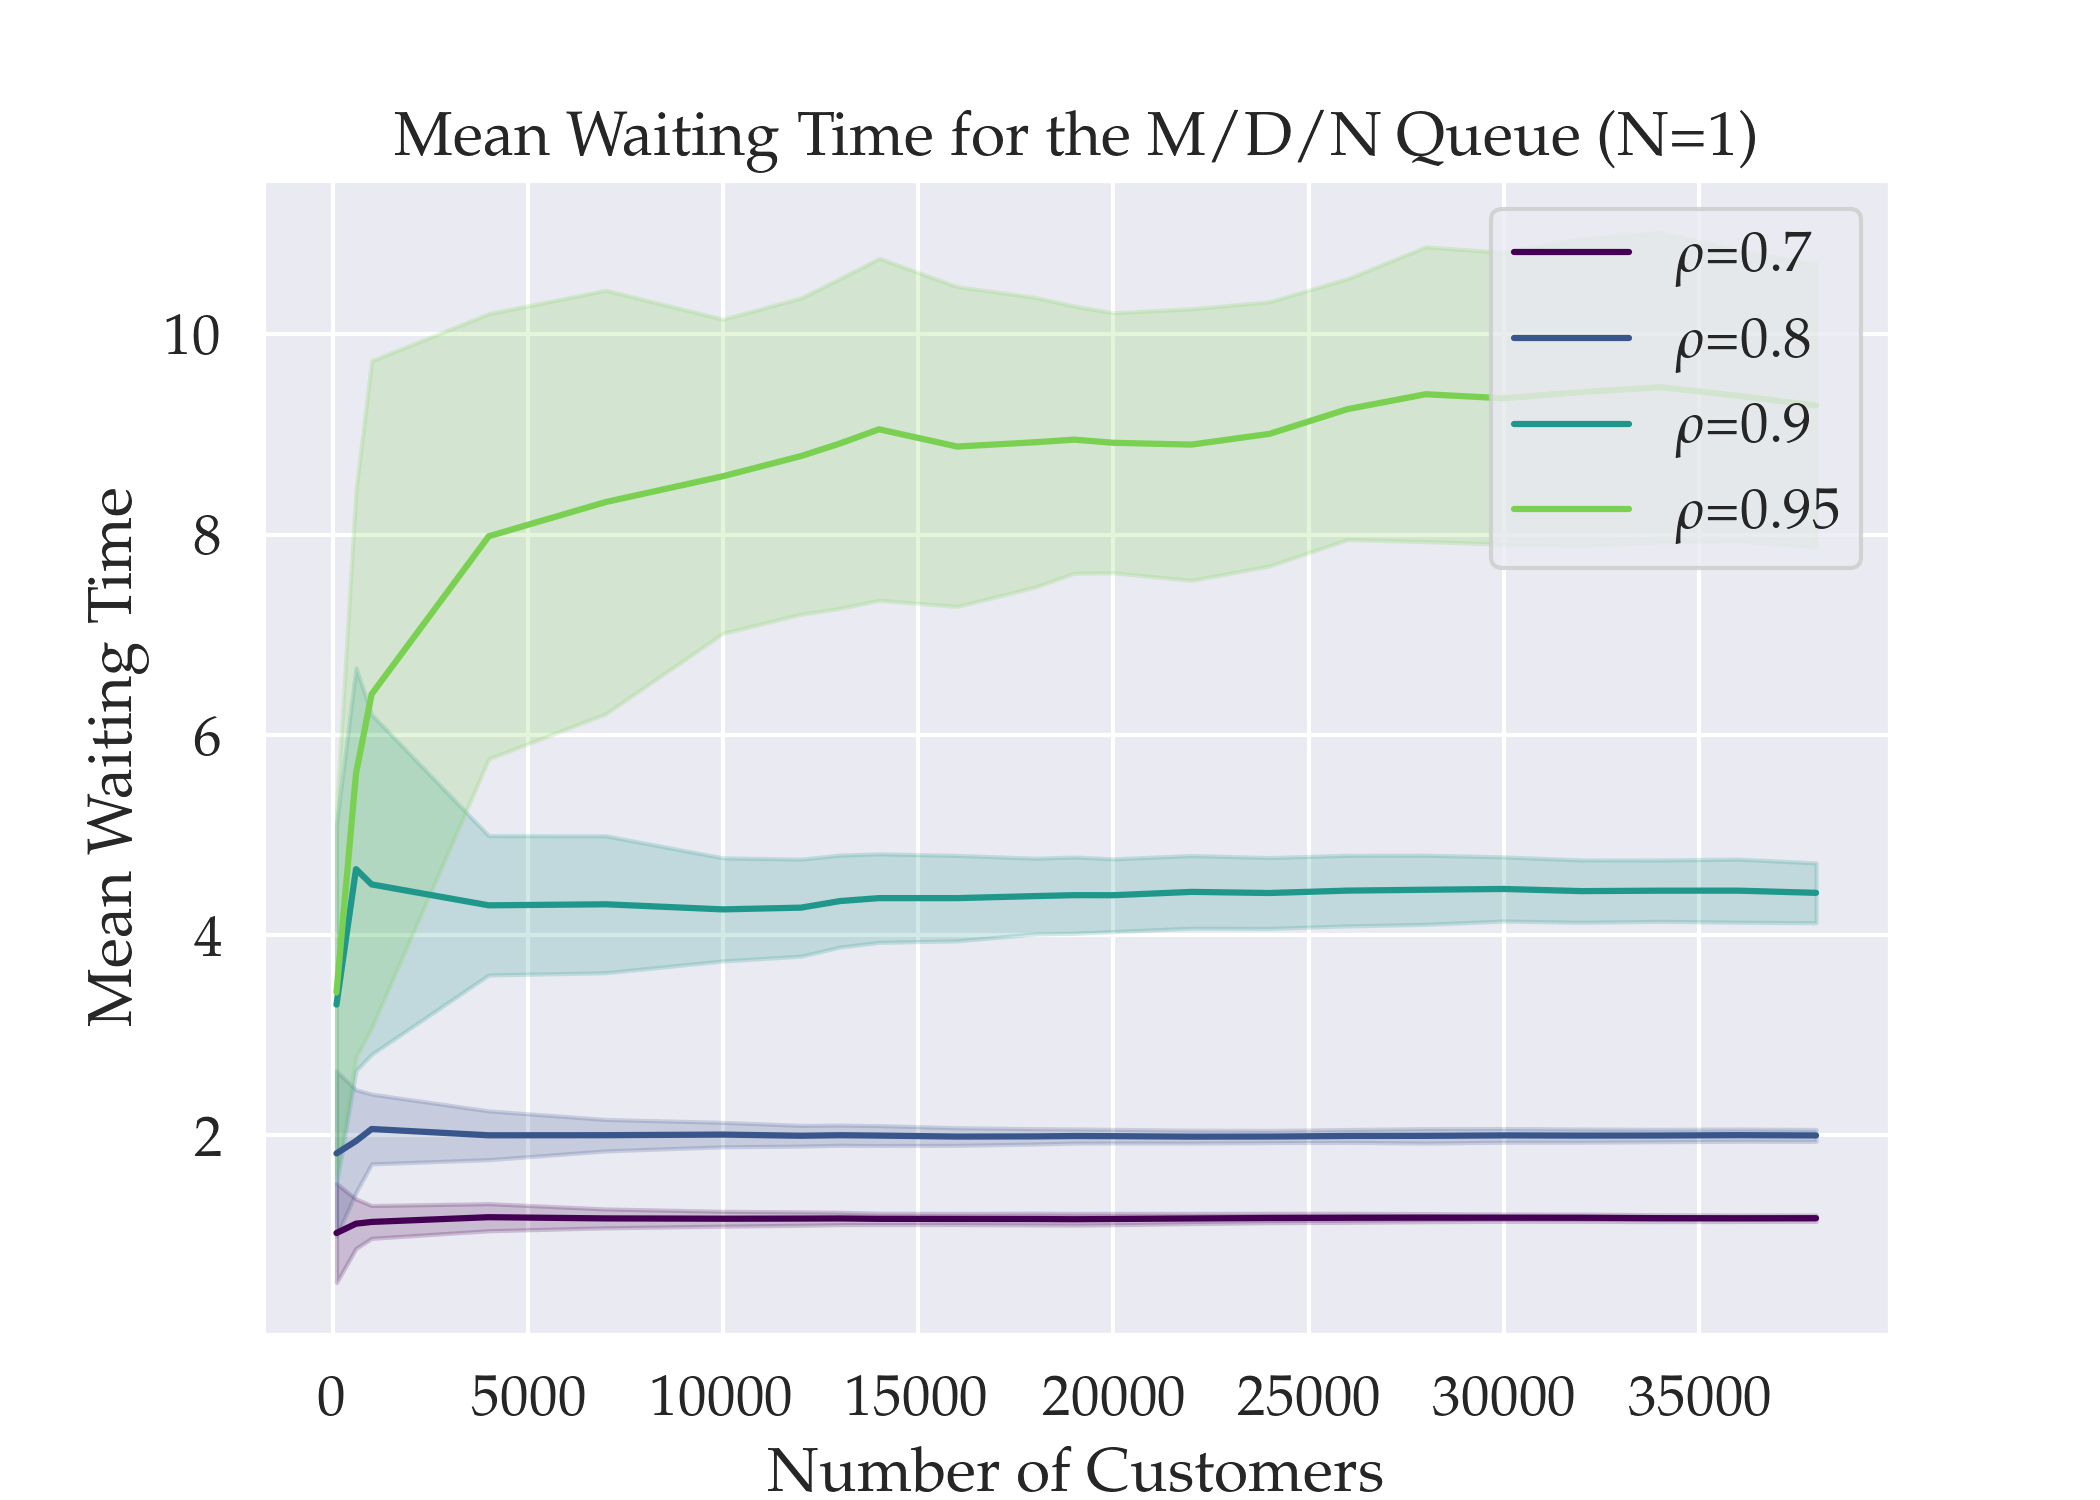 Mean Waiting Time for the M/D/N Queue (N=1)
ρ=0.7
ρ=0.8
ρ=0.9
ρ=0.95
Mean Waiting Time
10
8
6
4
2
0 5000 10000 15000 20000 25000 30000 35000
Number of Customers